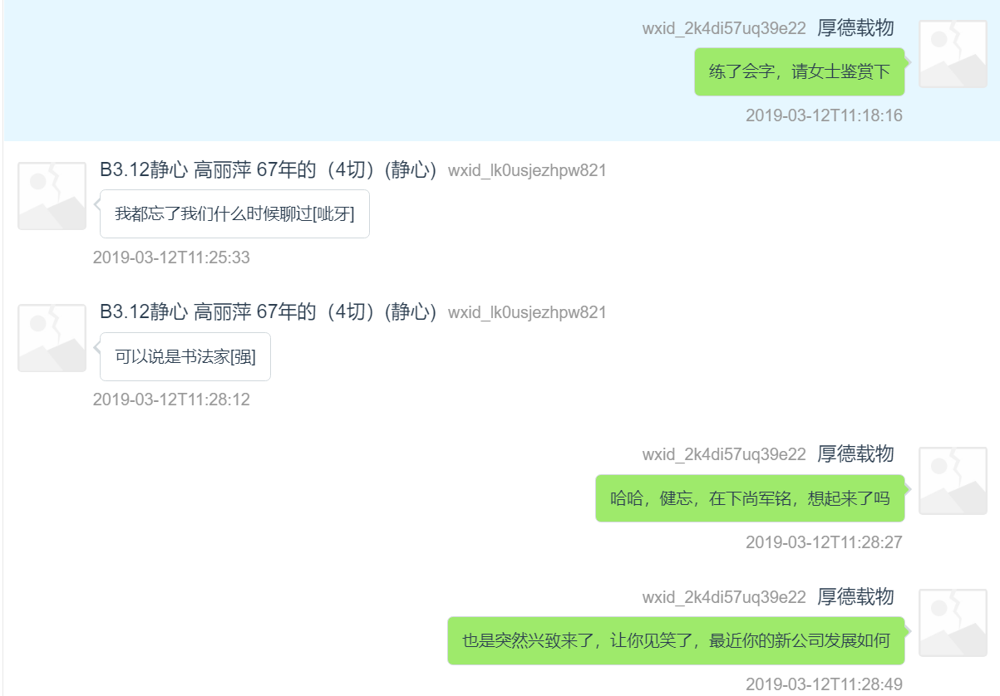 wxid_2k4di57uq39e22 厚德载物
练了会字，请女士鉴赏下
2019-03-12T11:18:16
B3.12静心 高丽萍 67年的（4切）(静心) wxid_lk0usjezhpw821
我都忘了我们什么时候聊过[呲牙]
2019-03-12T11:25:33
B3.12静心 高丽萍 67年的（4切）(静心) wxid_lk0usjezhpw821
可以说是书法家[强]
2019-03-12T11:28:12
wxid_2k4di57uq39e22 厚德载物
哈哈，健忘，在下尚军铭，想起来了吗
2019-03-12T11:28:27
wxid_2k4di57uq39e22 厚德载物
也是突然兴致来了，让你见笑了，最近你的新公司发展如何
2019-03-12T11:28:49